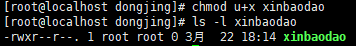 [root@localhost dongjing]# chmod u+x xinbaodao
[root@localhost dongjing]# ls -l xinbaodao
-rwxr--r--. 1 root root 0 3月  22 18:14 xinbaodao